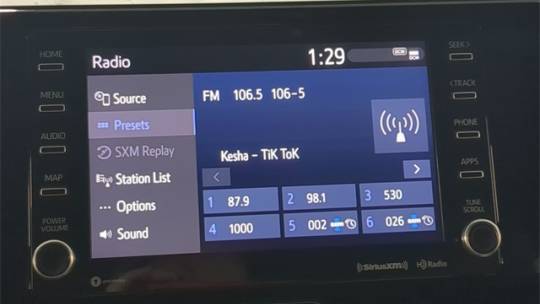 HOME
MENU
AUDIO
MAP
POWER
VOLUME
Radio
1:29
DCM
Source
Presets
SXM Replay
Station List
Options
Sound
FM 106.5 106-5
Kesha - TiK ToK
<
>
1 87.9
2 98.1
3 530
4 1000
5 002
6 026
SEEK>
<TRACK
PHONE
APPS
TUNE
SCROLL
((SiriusXM))
HD Radio